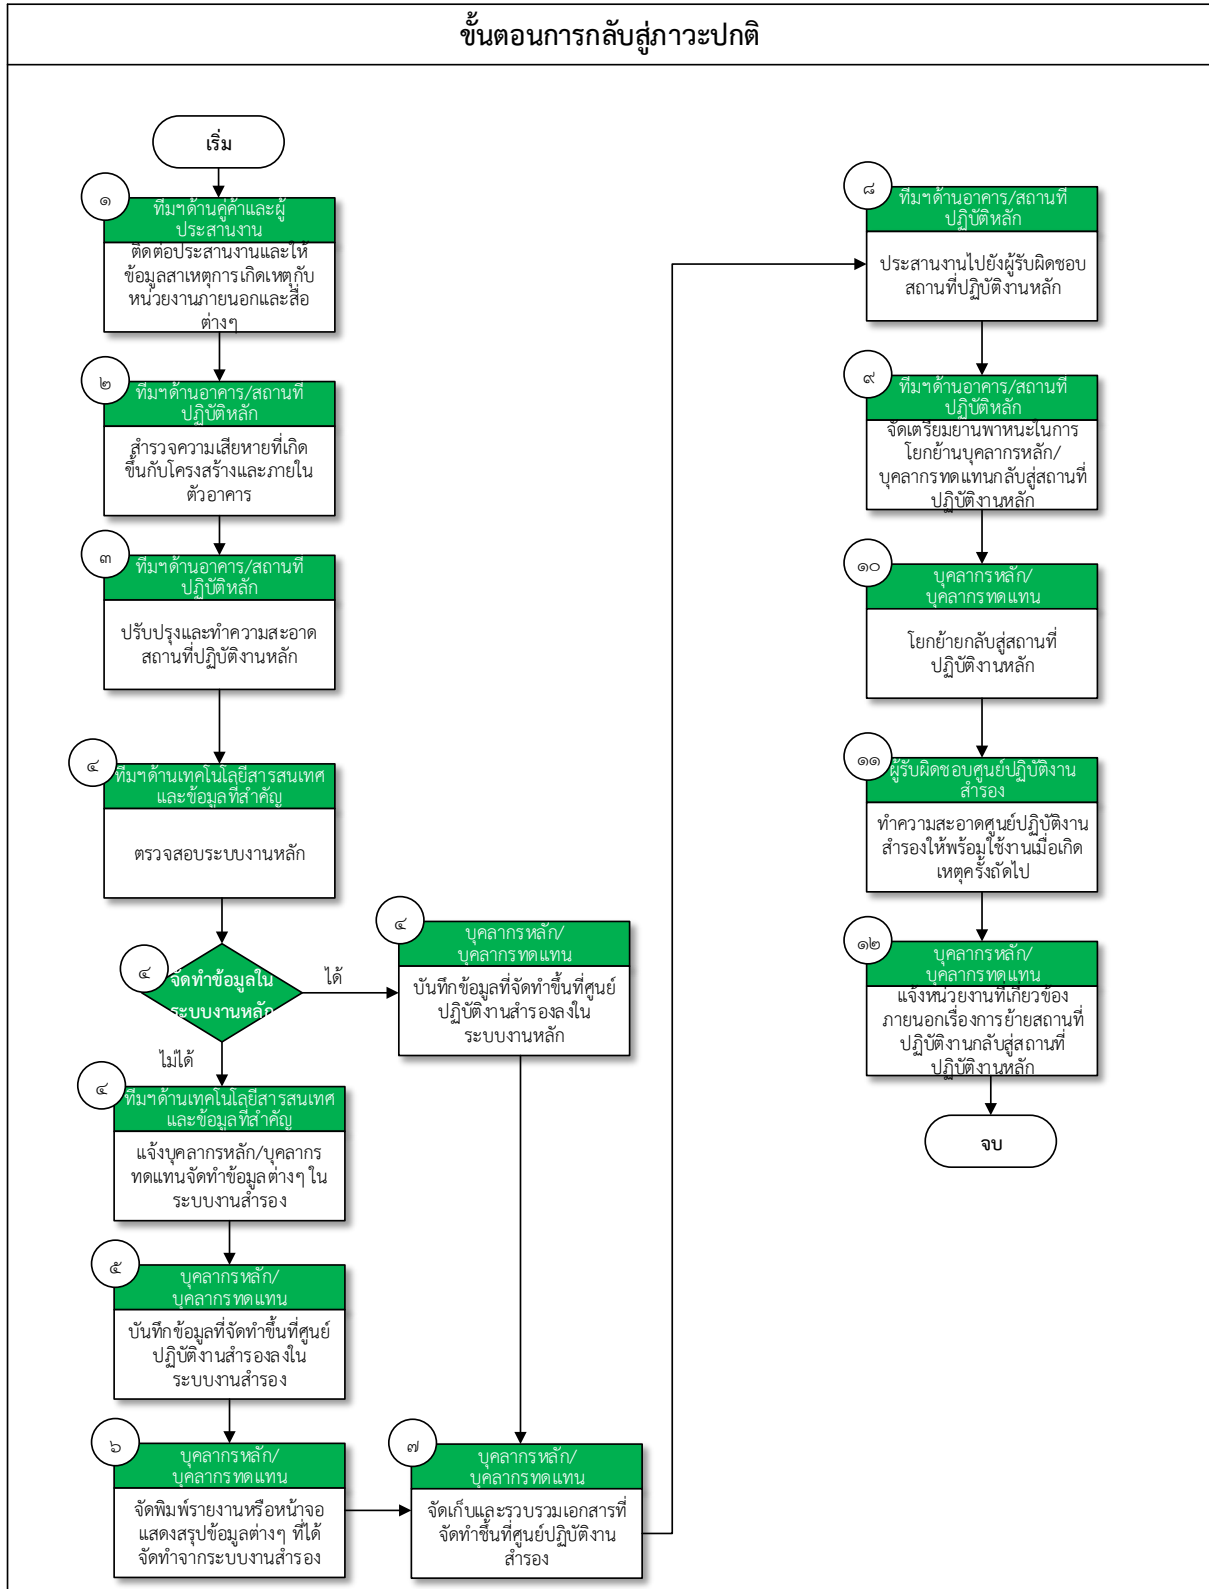 ขั้นตอนการกลับสู่ภาวะปกติ
เริ่ม
๑
ทีมฯด้านคู่ค้าและผู้
ประสานงาน
ติดต่อประสานงานและให้
ข้อมูลสาเหตุการเกิดเหตุกับ
หน่วยงานภายนอกและสื่อ
ต่างๆ
๒
ทีมฯด้านอาคาร/สถานที่
ปฏิบัติหลัก
สำรวจความเสียหายที่เกิด
ขึ้นกับโครงสร้างและภายใน
ตัวอาคาร
๓
ทีมฯด้านอาคาร/สถานที่
ปฏิบัติหลัก
ปรับปรุงและทำความสะอาด
สถานที่ปฏิบัติงานหลัก
๔
ทีมฯด้านเทคโนโลยีสารสนเทศ
และข้อมูลที่สำคัญ
ตรวจสอบระบบงานหลัก
๔
จัดทำข้อมูลใน
ระบบงานหลัก
ได้
ไม่ได้
๔
บุคลากรหลัก/
บุคลากรทดแทน
บันทึกข้อมูลที่จัดทำขึ้นที่ศูนย์
ปฏิบัติงานสำรองลงใน
ระบบงานหลัก
๔
ทีมฯด้านเทคโนโลยีสารสนเทศ
และข้อมูลที่สำคัญ
แจ้งบุคลากรหลัก/บุคลากร
ทดแทนจัดทำข้อมูลต่างๆ ใน
ระบบงานสำรอง
๕
บุคลากรหลัก/
บุคลากรทดแทน
บันทึกข้อมูลที่จัดทำขึ้นที่ศูนย์
ปฏิบัติงานสำรองลงใน
ระบบงานสำรอง
๖
บุคลากรหลัก/
บุคลากรทดแทน
จัดพิมพ์รายงานหรือหน้าจอ
แสดงสรุปข้อมูลต่างๆ ที่ได้
จัดทำจากระบบงานสำรอง
๗
บุคลากรหลัก/
บุคลากรทดแทน
จัดเก็บและรวบรวมเอกสารที่
จัดทำขึ้นที่ศูนย์ปฏิบัติงาน
สำรอง
๘
ทีมฯด้านอาคาร/สถานที่
ปฏิบัติหลัก
ประสานงานไปยังผู้รับผิดชอบ
สถานที่ปฏิบัติงานหลัก
๙
ทีมฯด้านอาคาร/สถานที่
ปฏิบัติหลัก
จัดเตรียมยานพาหนะในการ
โยกย้านบุคลากรหลัก/
บุคลากรทดแทนกลับสู่สถานที่
ปฏิบัติงานหลัก
๑๐
บุคลากรหลัก/
บุคลากรทดแทน
โยกย้ายกลับสู่สถานที่
ปฏิบัติงานหลัก
๑๑
ผู้รับผิดชอบศูนย์ปฏิบัติงาน
สำรอง
ทำความสะอาดศูนย์ปฏิบัติงาน
สำรองให้พร้อมใช้งานเมื่อเกิด
เหตุครั้งถัดไป
๑๒
บุคลากรหลัก/
บุคลากรทดแทน
แจ้งหน่วยงานที่เกี่ยวข้อง
ภายนอกเรื่องการย้ายสถานที่
ปฏิบัติงานกลับสู่สถานที่
ปฏิบัติงานหลัก
จบ